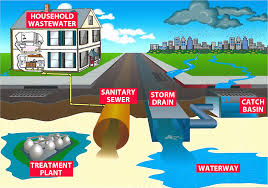 HOUSEHOLD
WASTEWATER
SANITARY
SEWER
STORM
DRAIN
CATCH
BASIN
TREATMENT
PLANT
WATERWAY